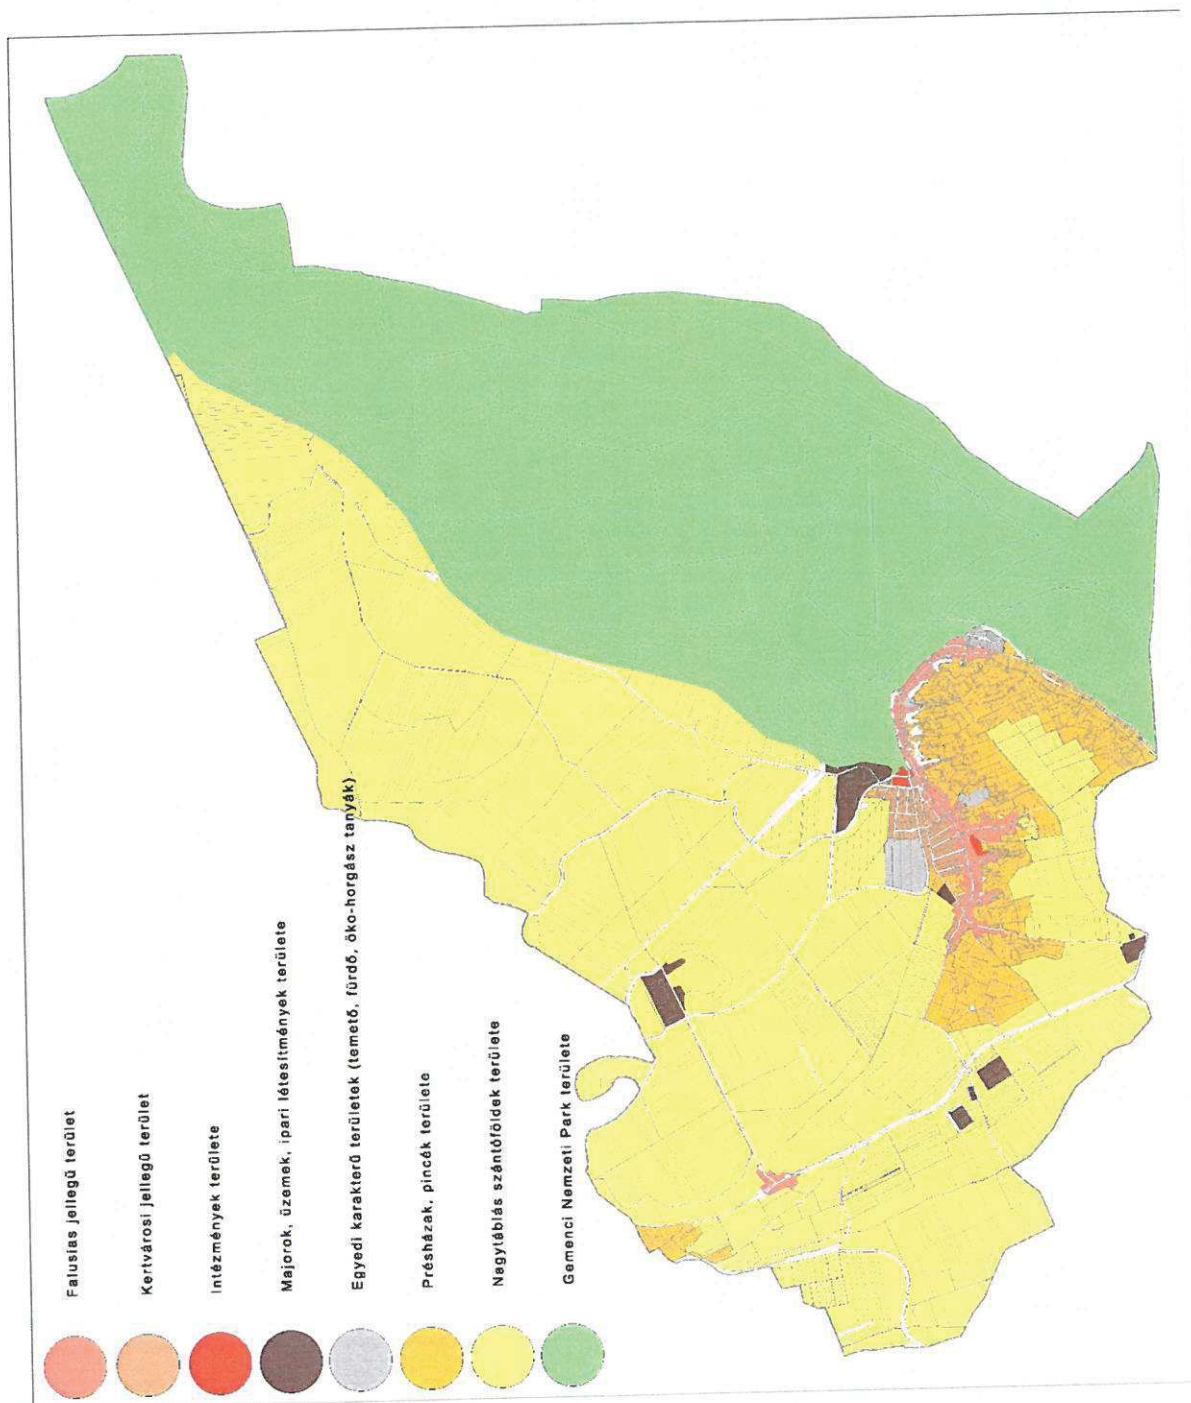 Falusias jellegű terület
Kertvárosi jellegű terület
Intézmények területe
Majorok, üzemek, ipari létesítmények területe
Egyedi karakterű területek (temető, fürdő, öko-horgász tanyák)
Présházak, pincék területe
Nagytáblás szántóföldek területe
Gemenci Nemzeti Park területe